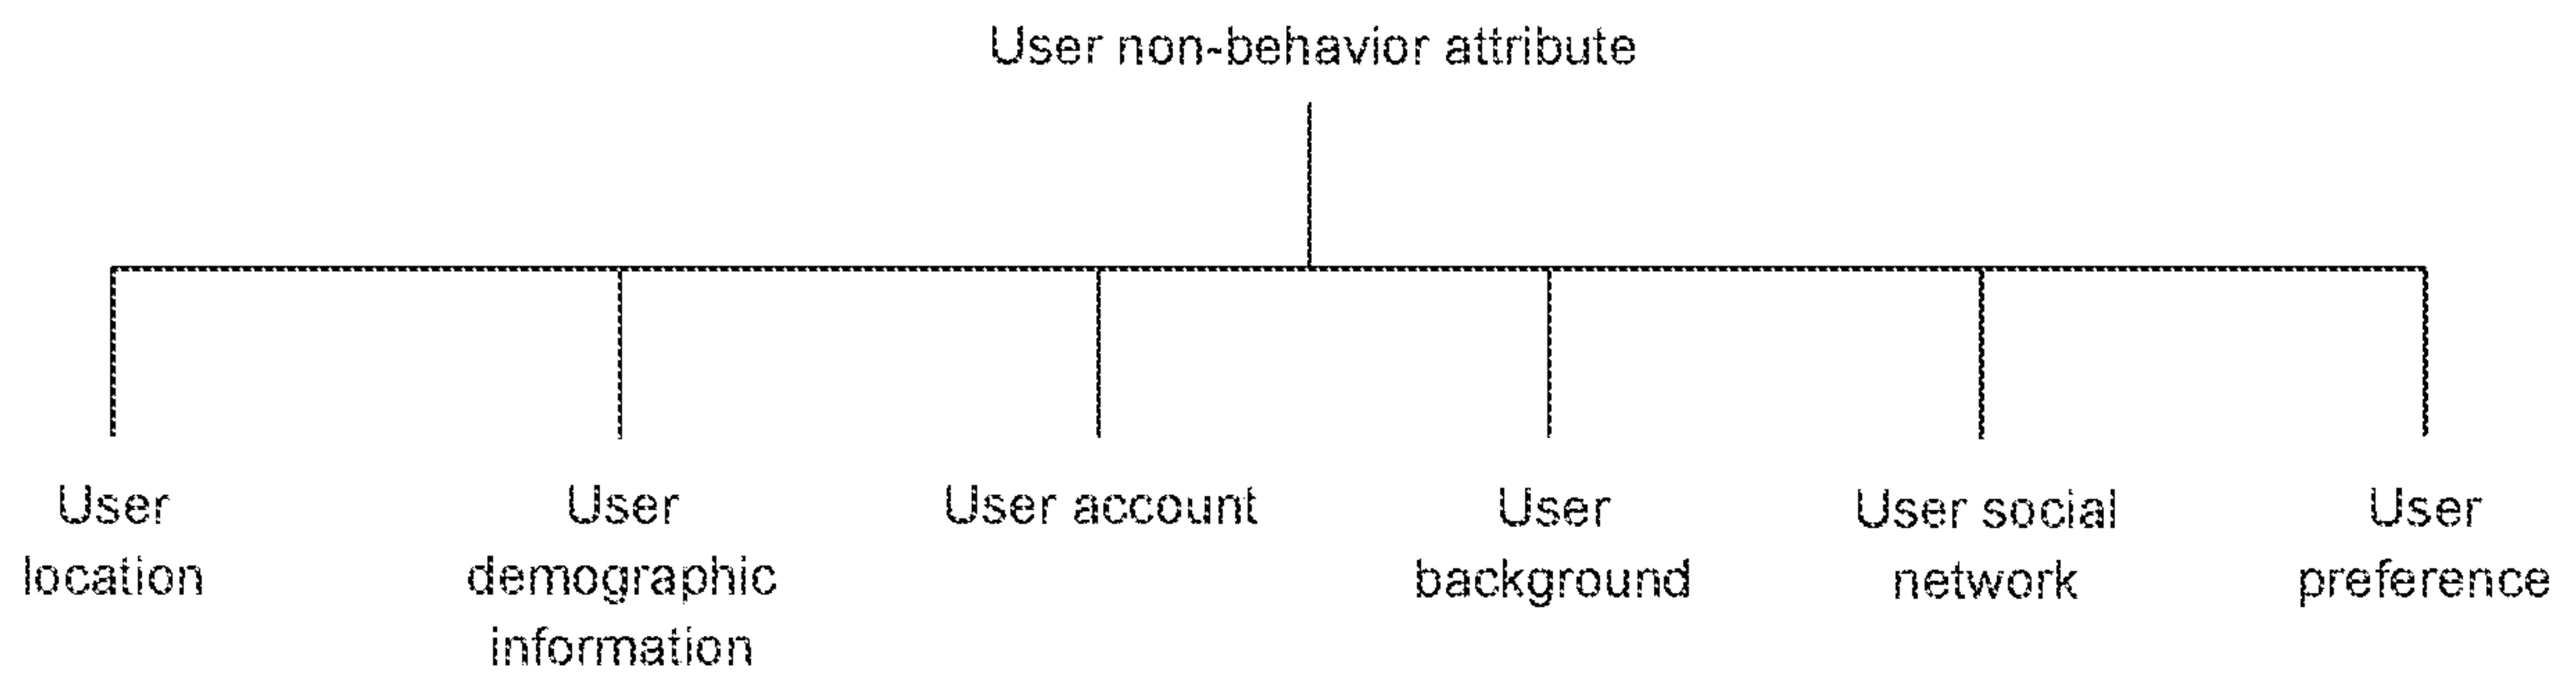 User non-behavior attribute
User
location
User
demographic
information
User account
User
background
User social
network
User
preference